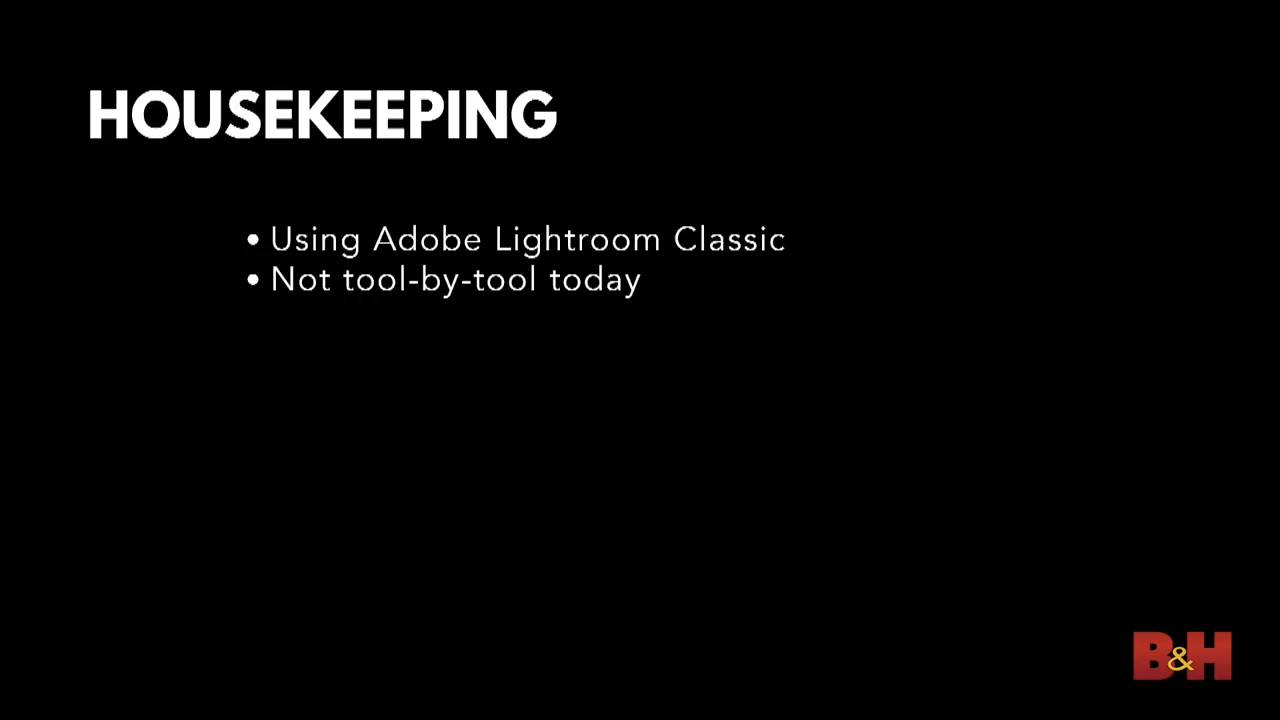 HOUSEKEEPING
• Using Adobe Lightroom Classic
• Not tool-by-tool today
B&H